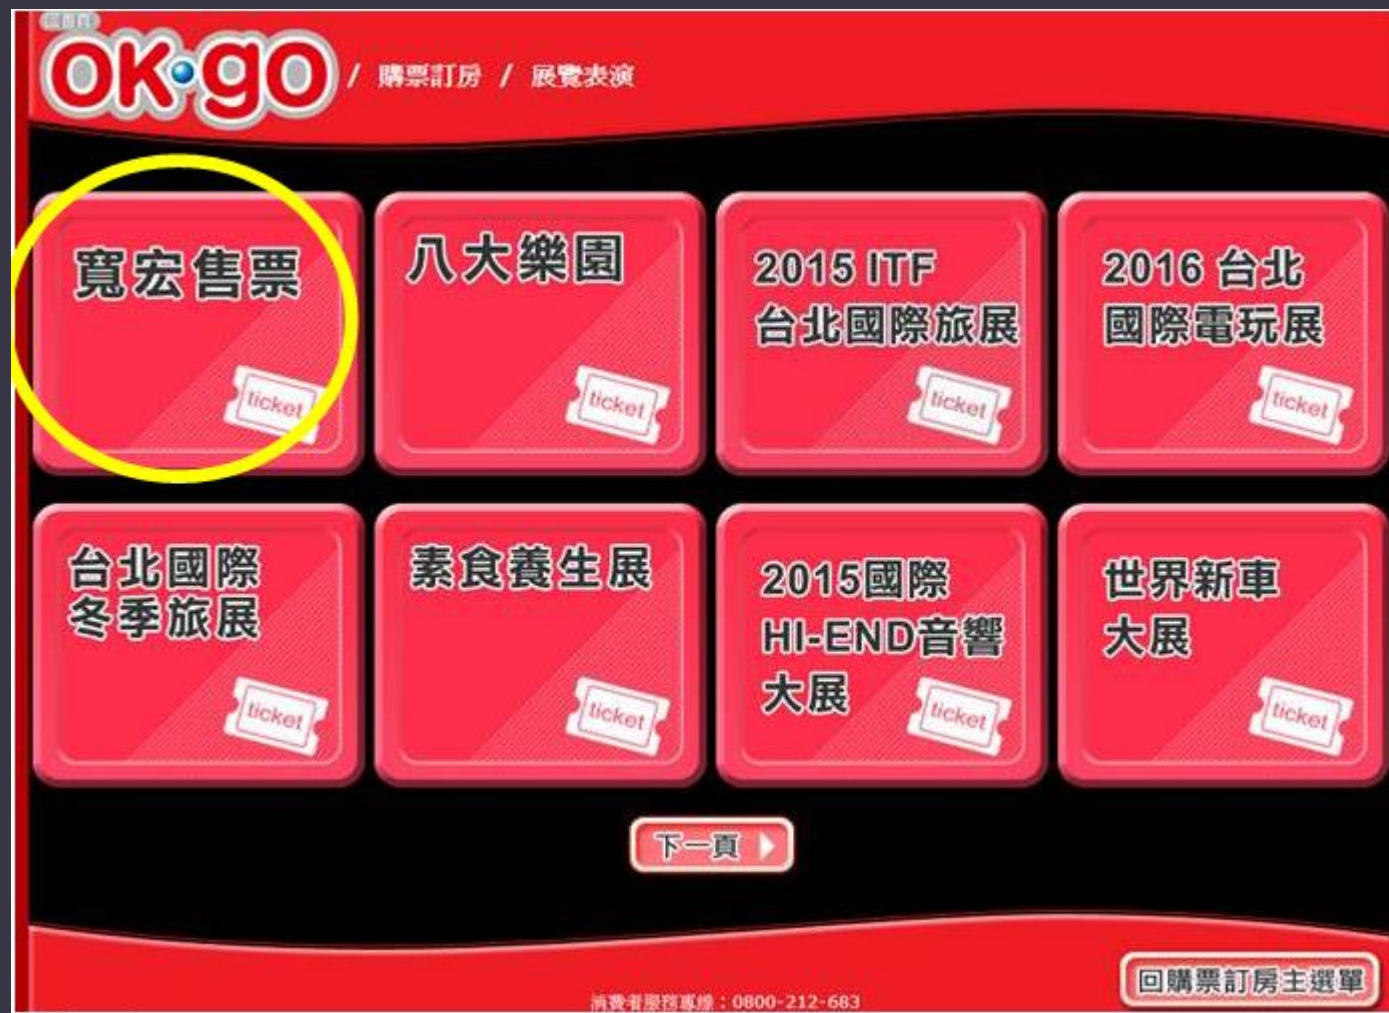 回首頁
OK·go / 購票訂房 / 展覽表演
寬宏售票
八大樂園
2015 ITF
台北國際旅展
2016 台北
國際電玩展
ticket
ticket
ticket
ticket
台北國際
冬季旅展
素食養生展
2015國際
HI-END音響
大展
世界新車
大展
ticket
ticket
ticket
ticket
下一頁
回購票訂房主選單
消費者服務專線：0800-212-683